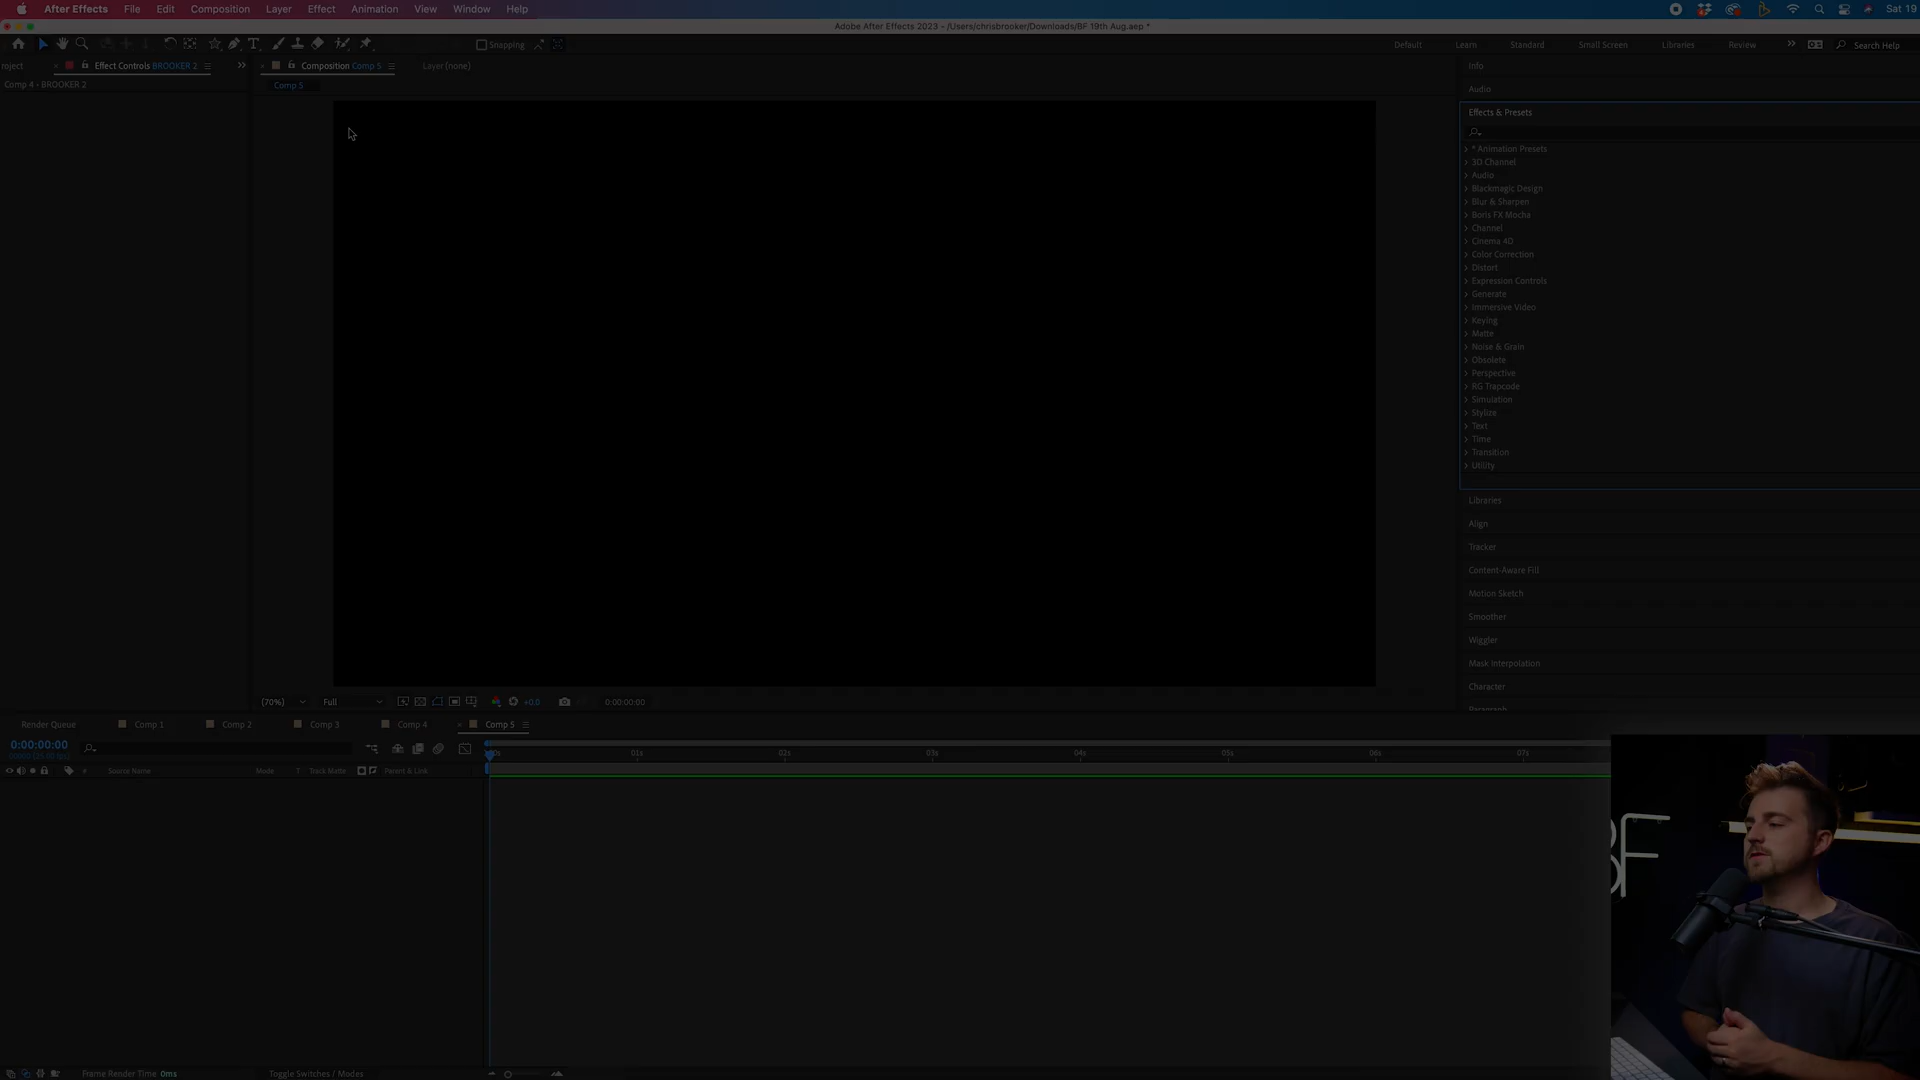 After Effects File Edit Composition Layer Effect Animation View Window Help Sat 19
Adobe After Effects 2023 – /Users/chrisbrooker/Downloads/BF 19th Aug.aep *
Snapping Default Learn Standard Small Screen Libraries Review Search Help
roject Effect Controls BROOKER 2 Composition Comp 5 Layer (none)
Comp 4 - BROOKER 2
Comp 5
Info
Audio
Effects & Presets
* Animation Presets
3D Channel
Audio
Blackmagic Design
Blur & Sharpen
Boris FX Mocha
Channel
Cinema 4D
Color Correction
Distort
Expression Controls
Generate
Immersive Video
Keying
Matte
Noise & Grain
Obsolete
Perspective
RG Trapcode
Simulation
Stylize
Text
Time
Transition
Utility
Libraries
Align
Tracker
Content-Aware Fill
Motion Sketch
Smoother
Wiggler
Mask Interpolation
Character
Paragraph
(70%) Full +0.0 0:00:00:00
Render Queue Comp 1 Comp 2 Comp 3 Comp 4 Comp 5
0:00:00:00
01s 02s 03s 04s 05s 06s 07s
# Source Name Mode T Track Matte Parent & Link
Frame Render Time 0ms Toggle Switches / Modes